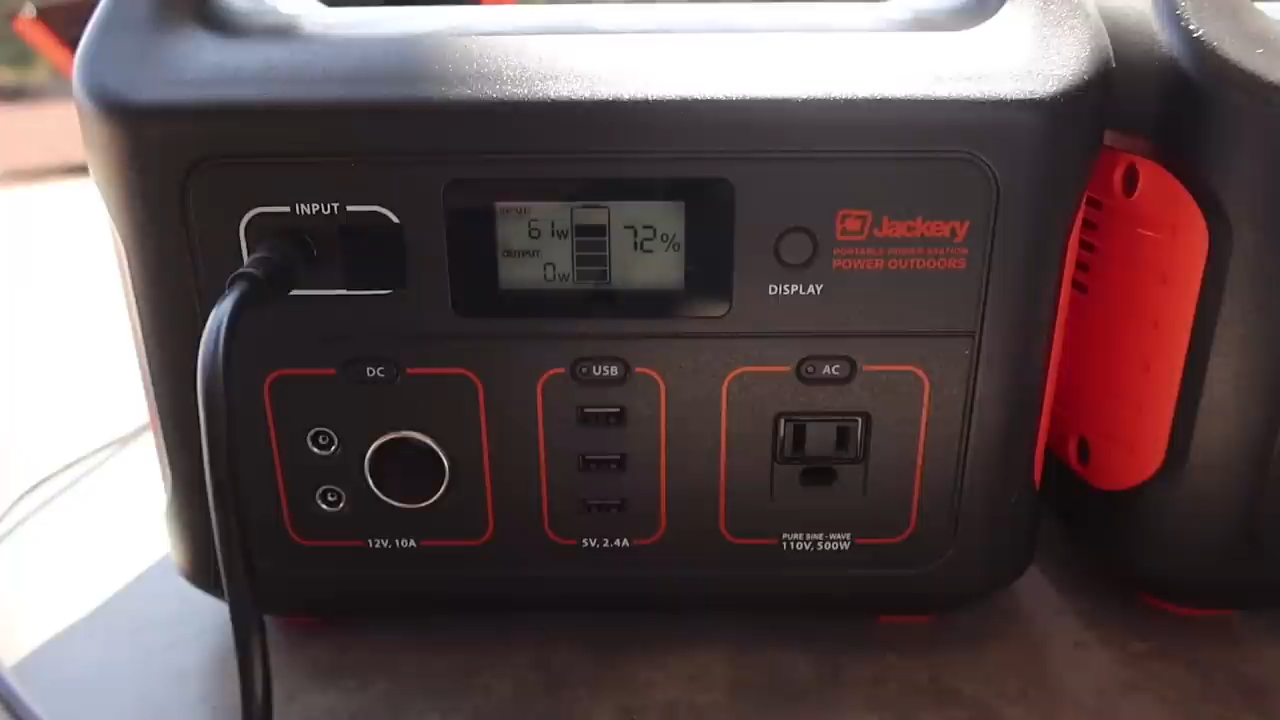 INPUT
INPUT
61W
72%
OUTPUT
0W
DISPLAY
Jackery
PORTABLE POWER STATION
POWER OUTDOORS
DC
USB
AC
12V, 10A
5V, 2.4A
PURE SINE-WAVE
110V, 500W